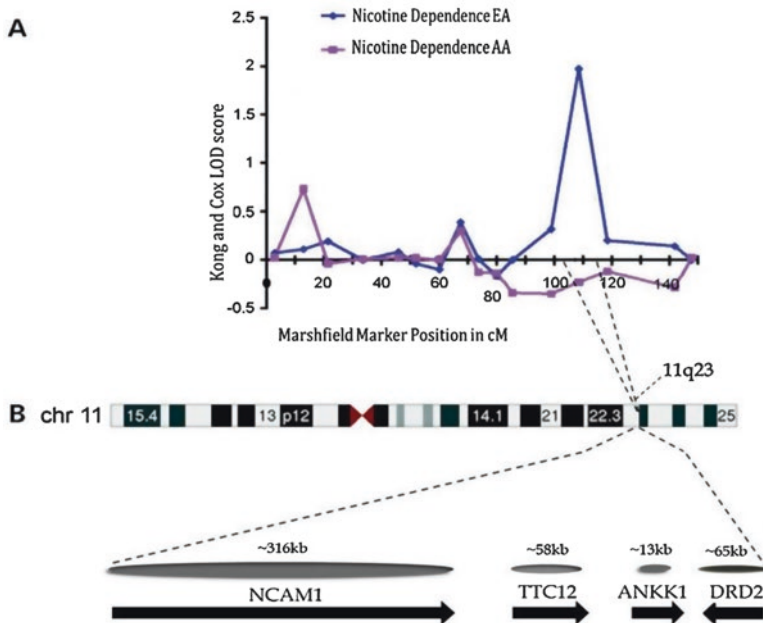 A
2.5
2
1.5
1
0.5
0
-0.5
Nicotine Dependence EA
Nicotine Dependence AA
Kong and Cox LOD score
0 20 40 60 80 100 120 140
Marshfield Marker Position in cM
11q23
B chr 11 15.4 13 p12 14.1 21 22.3 25
~316kb ~58kb ~13kb ~65kb
NCAM1 TTC12 ANKK1 DRD2